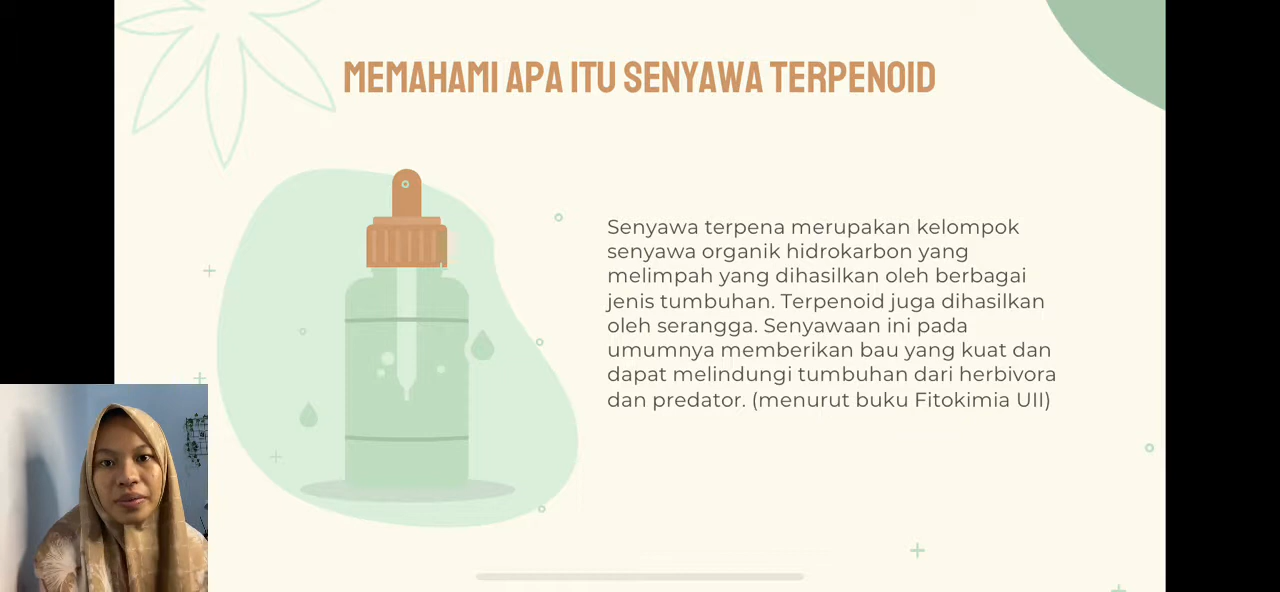 MEMAHAMI APA ITU SENYAWA TERPENOID
Senyawa terpena merupakan kelompok
senyawa organik hidrokarbon yang
melimpah yang dihasilkan oleh berbagai
jenis tumbuhan. Terpenoid juga dihasilkan
oleh serangga. Senyawaan ini pada
umumnya memberikan bau yang kuat dan
dapat melindungi tumbuhan dari herbivora
dan predator. (menurut buku Fitokimia UII)